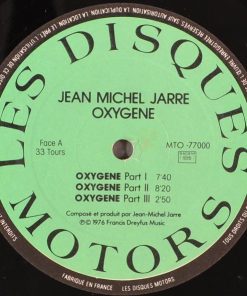 LES DISQUES
JEAN MICHEL JARRE
OXYGENE
Face A
33 Tours
MTO -77000
OXYGENE Part I 7'40
OXYGENE Part II 8'20
OXYGENE Part III 2'50
Composé et produit par Jean-Michel Jarre
℗©1976 Francis Dreyfus Music
MOTORS
FABRIQUÉ EN FRANCE LES DISQUES MOTORS